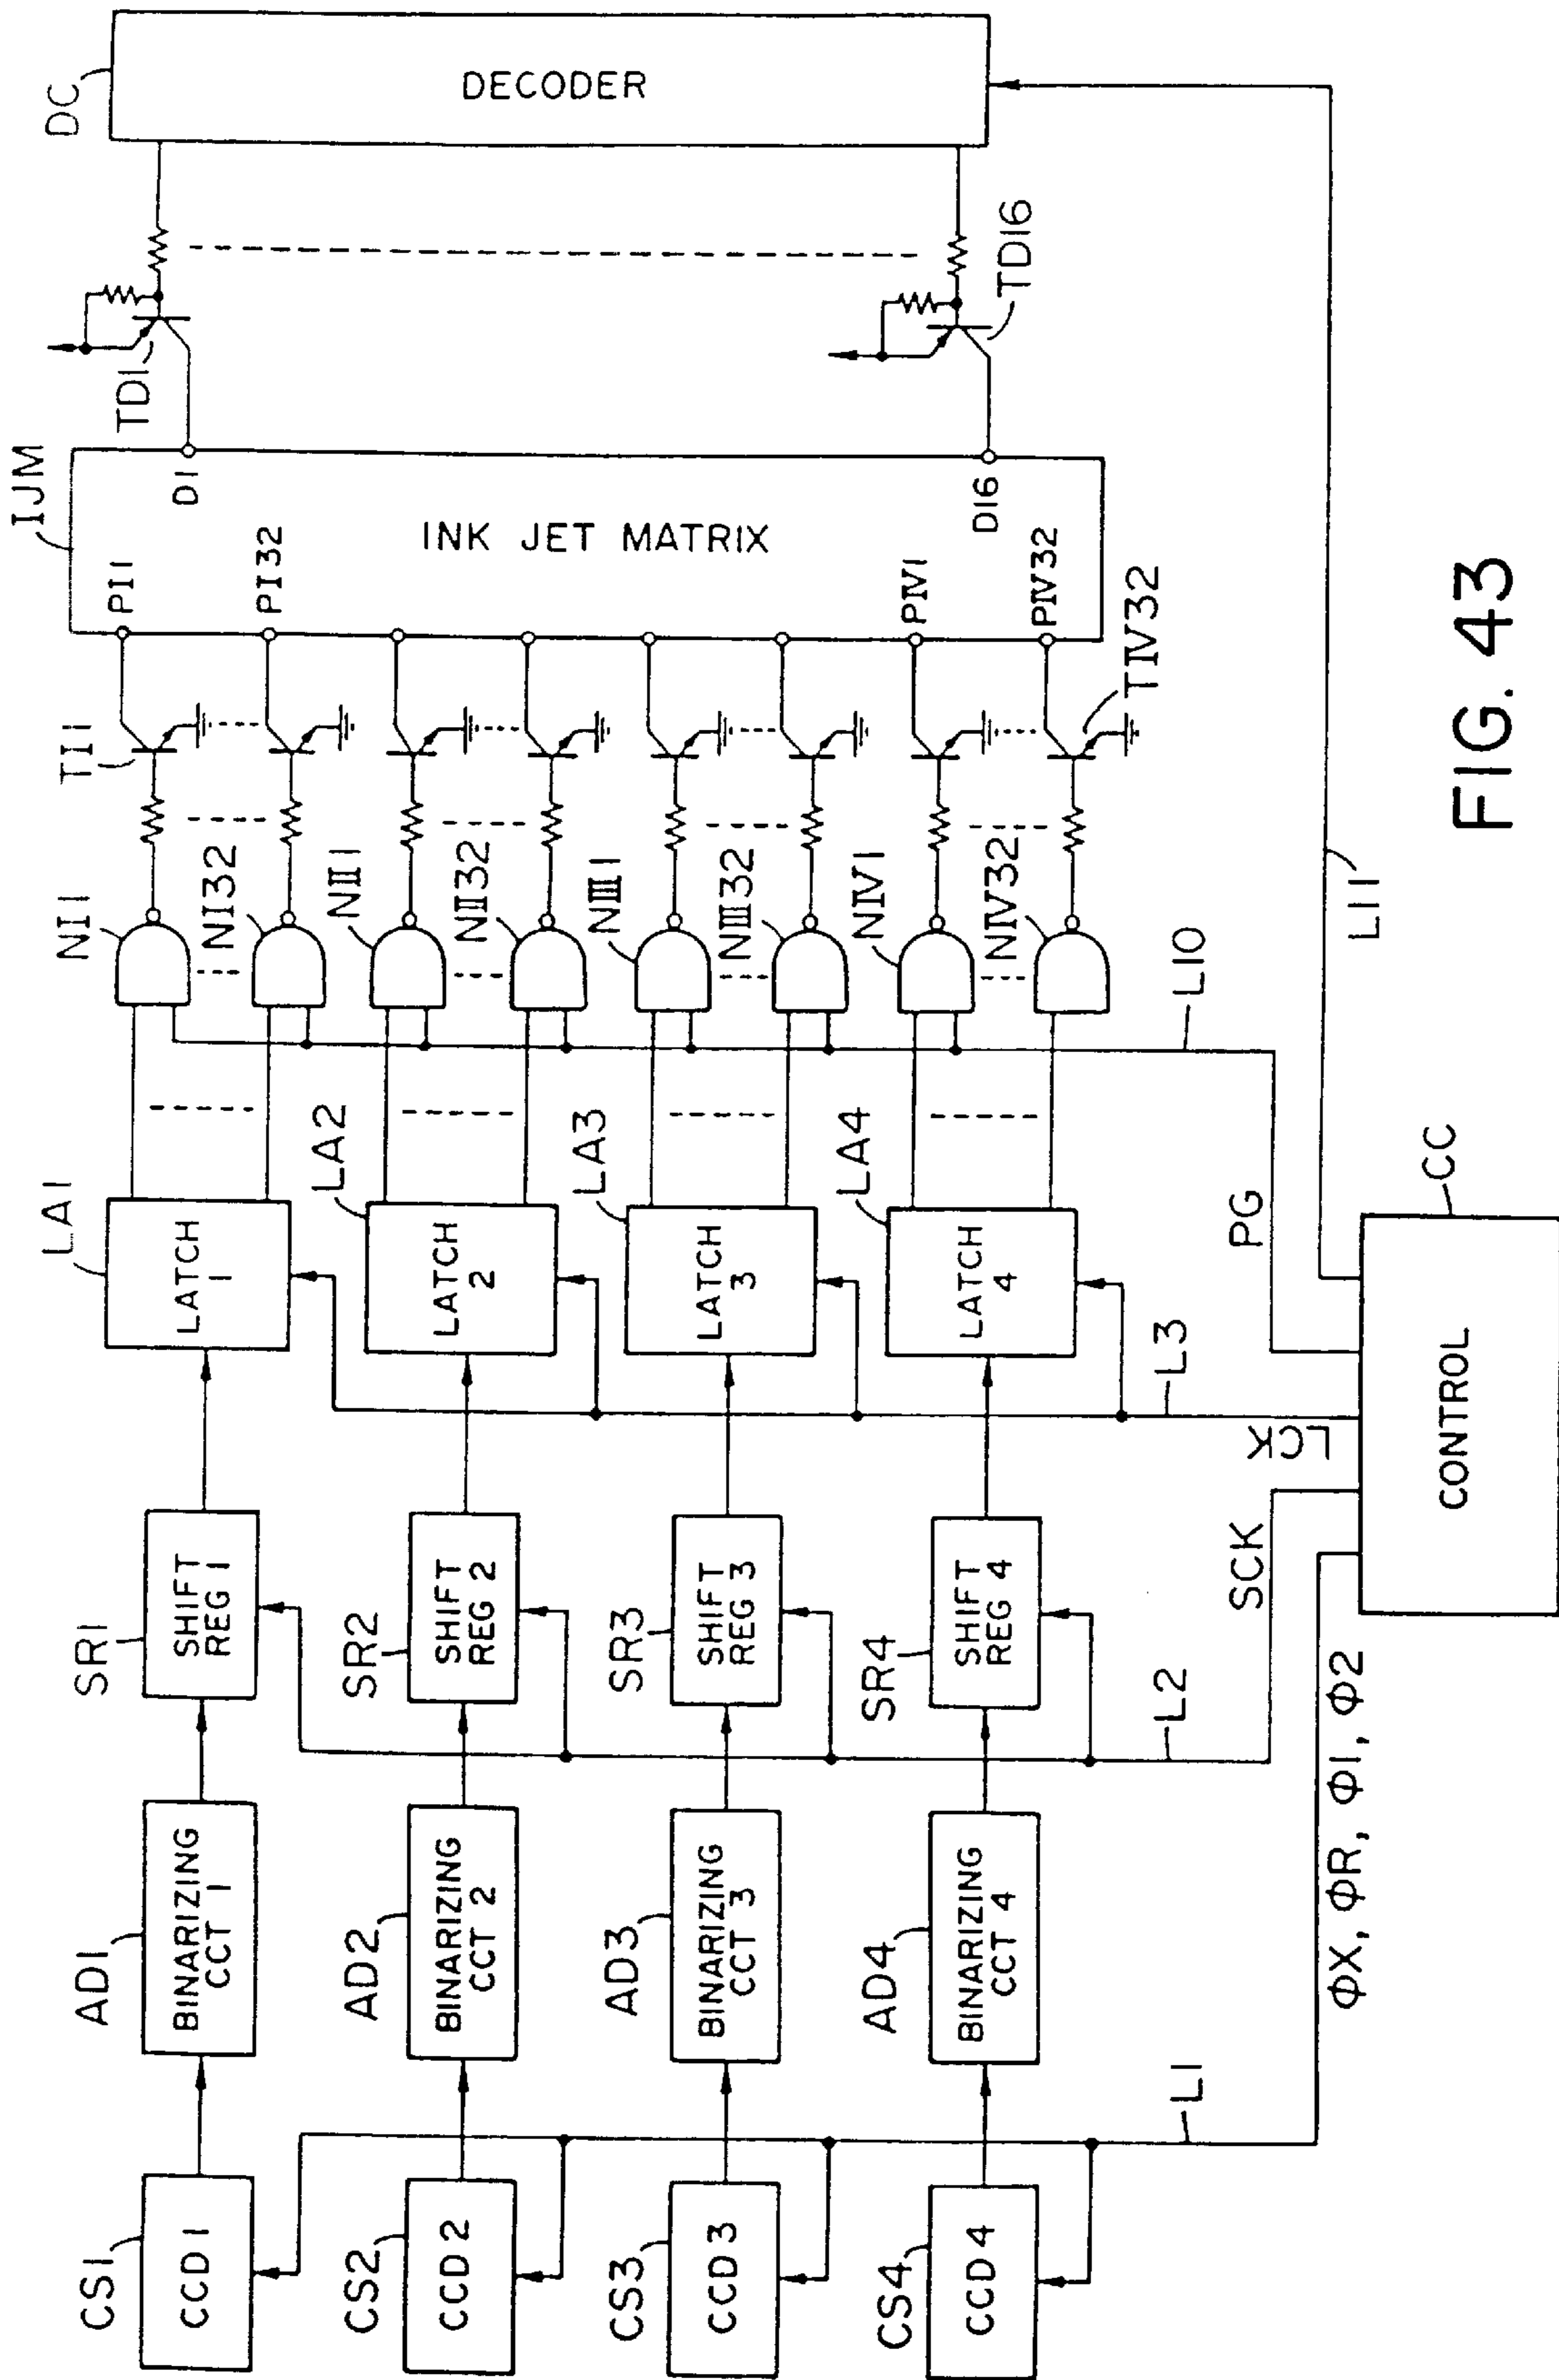 CS1
CCD 1
AD1
BINARIZING
CCT 1
SR1
SHIFT
REG 1
LA1
LATCH
1
NI1
NI32
TI1
IJM
PI1
PI32
D1
TD1
DC
DECODER
CS2
CCD 2
AD2
BINARIZING
CCT 2
SR2
SHIFT
REG 2
LA2
LATCH
2
NII1
NII32
INK JET MATRIX
CS3
CCD 3
AD3
BINARIZING
CCT 3
SR3
SHIFT
REG 3
LA3
LATCH
3
NIII1
NIII32
CS4
CCD 4
AD4
BINARIZING
CCT 4
SR4
SHIFT
REG 4
LA4
LATCH
4
NIV1
NIV32
PIV1
PIV32
TIV32
D16
TD16
L1
L2
L3
L10
L11
ΦX, ΦR, Φ1, Φ2
SCK
LCK
PG
CC
CONTROL
FIG. 43